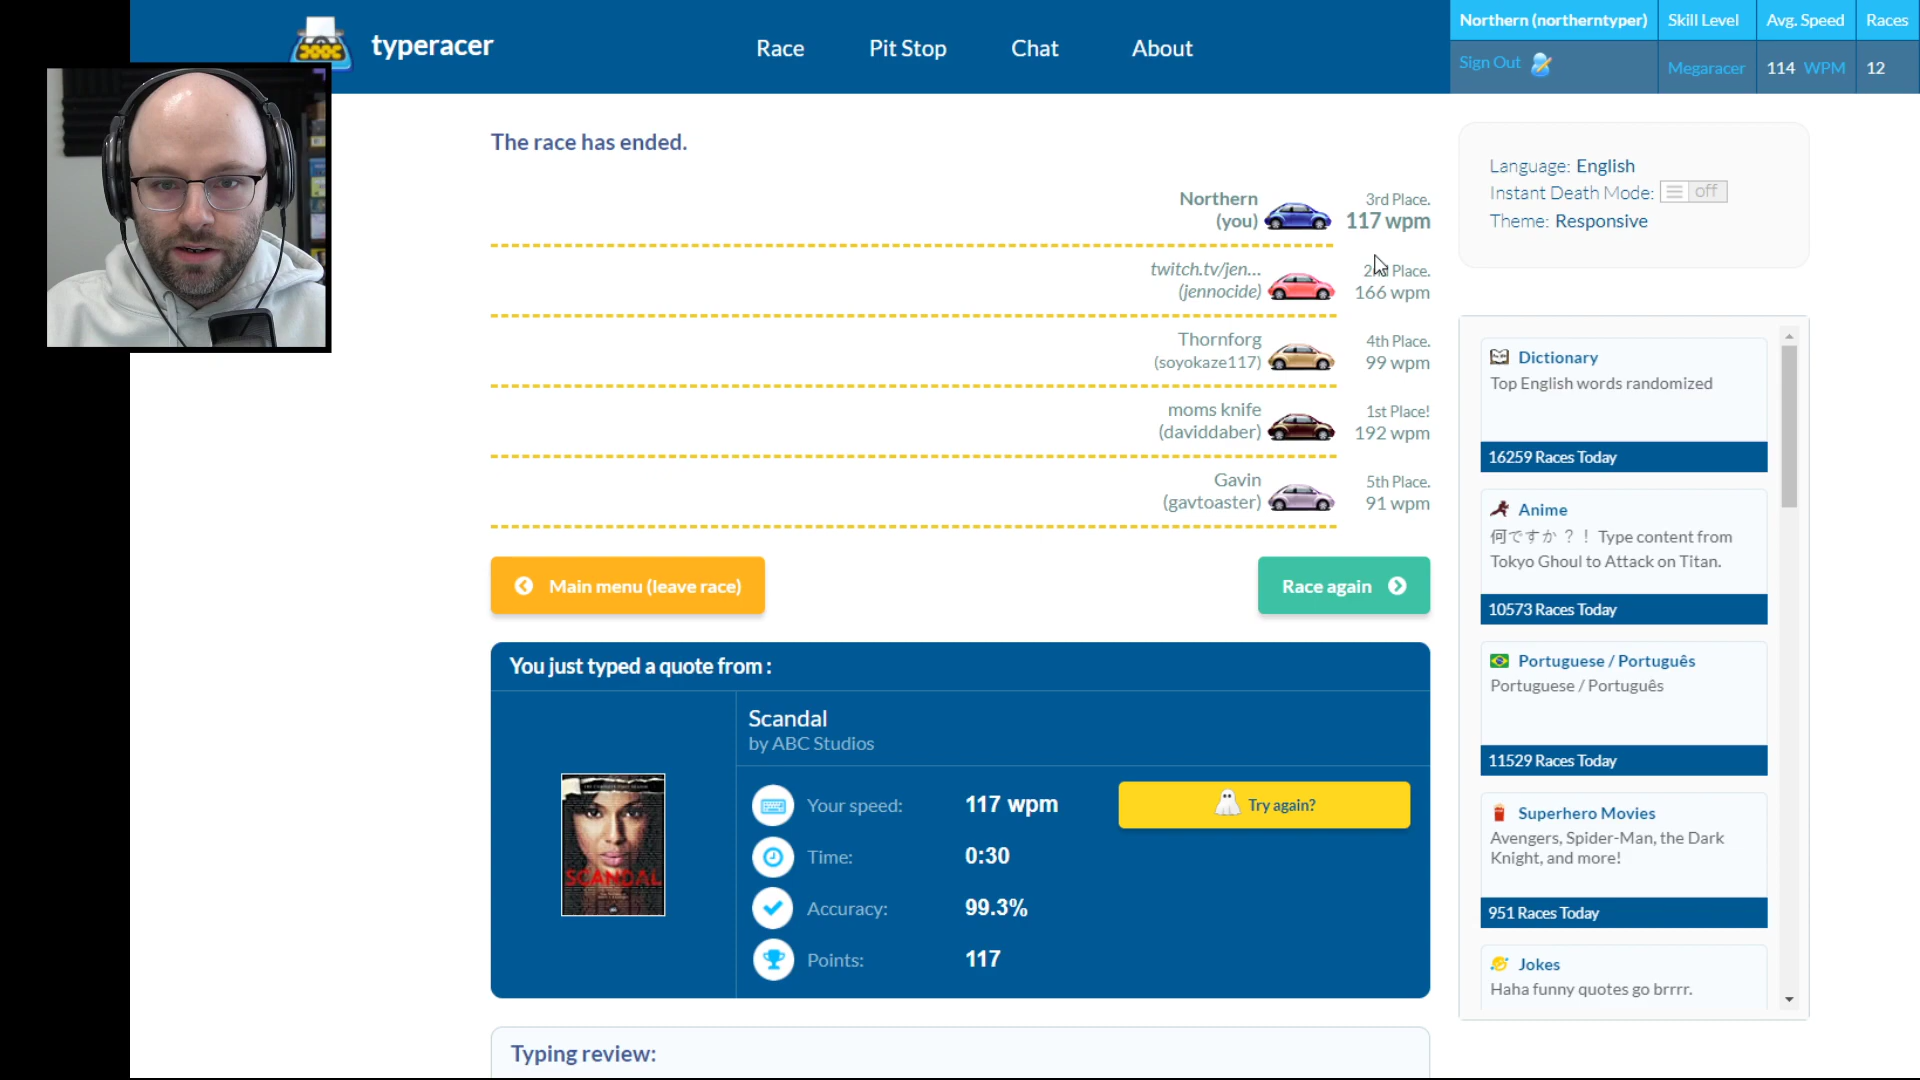 typeracer
Race
Pit Stop
Chat
About
Northern (northerntyper)
Skill Level
Avg. Speed
Races
Sign Out
Megaracer
114 WPM
12
The race has ended.
Northern
(you)
3rd Place.
117 wpm
twitch.tv/jen...
(jennocide)
Place.
166 wpm
Thornforg
(soyokaze117)
4th Place.
99 wpm
moms knife
(daviddaber)
1st Place!
192 wpm
Gavin
(gavtoaster)
5th Place.
91 wpm
Main menu (leave race)
Race again
You just typed a quote from :
Scandal
by ABC Studios
SCANDAL
Your speed:
117 wpm
Try again?
Time:
0:30
Accuracy:
99.3%
Points:
117
Typing review:
Language: English
Instant Death Mode: off
Theme: Responsive
Dictionary
Top English words randomized
16259 Races Today
Anime
何ですか？！ Type content from
Tokyo Ghoul to Attack on Titan.
10573 Races Today
Portuguese / Português
Portuguese / Português
11529 Races Today
Superhero Movies
Avengers, Spider-Man, the Dark
Knight, and more!
951 Races Today
Jokes
Haha funny quotes go brrrr.